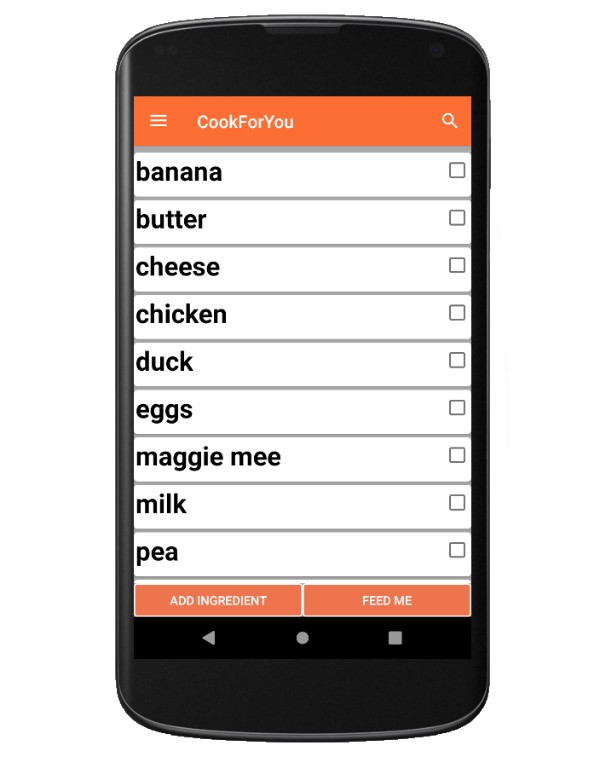 CookForYou
banana
butter
cheese
chicken
duck
eggs
maggie mee
milk
pea
ADD INGREDIENT
FEED ME